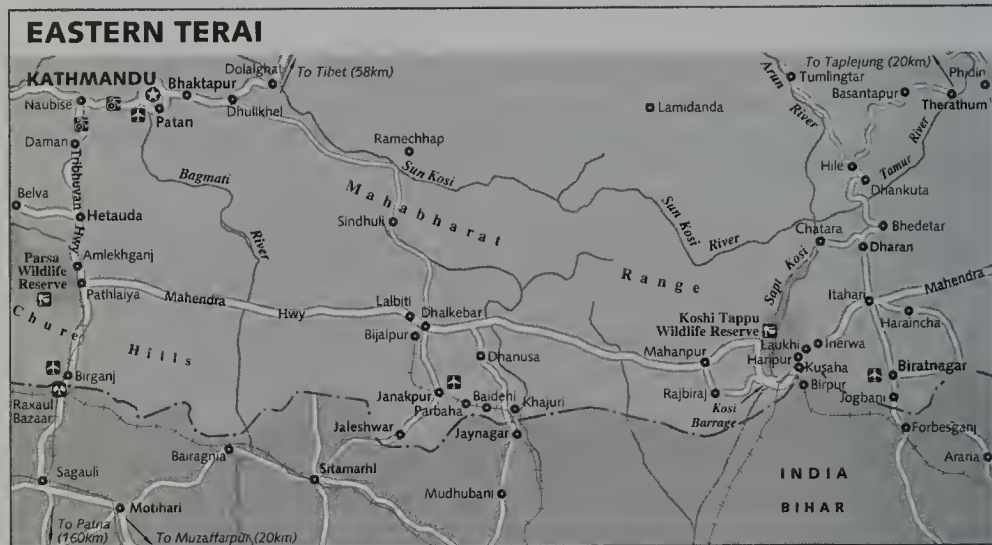 EASTERN TERAI
KATHMANDU
Bhaktapur
Dolalghat
To Tibet (58km)
Naubise
Patan
Dhulikhel
Daman
Tribhuvan Hwy
Belva
Hetauda
Bagmati River
Ramechhap
Sun Kosi
Lamidanda
Arun River
Tumlingtar
To Taplejung (20km)
Basantapur
Phidin
Therathum
Hile
Tamur River
Dhankuta
Mahabharat Range
Sindhuli
Sun Kosi River
Chatara
Bhedetar
Dharan
Sapt Kosi
Amlekhganj
Parsa
Wildlife
Reserve
Pathlaiya
Mahendra Hwy
Lalbiti
Dhalkebar
Bijalpur
Chure Hills
Koshi Tappu
Wildlife Reserve
Itahari
Mahendra
Haraincha
Laukhi
Inerwa
Haripur
Kusaha
Birpur
Mahanpur
Rajbiraj
Kosi
Barrage
Biratnagar
Jogbani
Dhanusa
Birganj
Raxaul
Bazaar
Janakpur
Parbaha
Baidehi
Khajuri
Jaleshwar
Jaynagar
Forbesganj
Araria
Bairagnia
Sitamarhi
Sagauli
Mudhubani
Motihari
INDIA
BIHAR
To Patna
(160km)
To Muzaffarpur (20km)